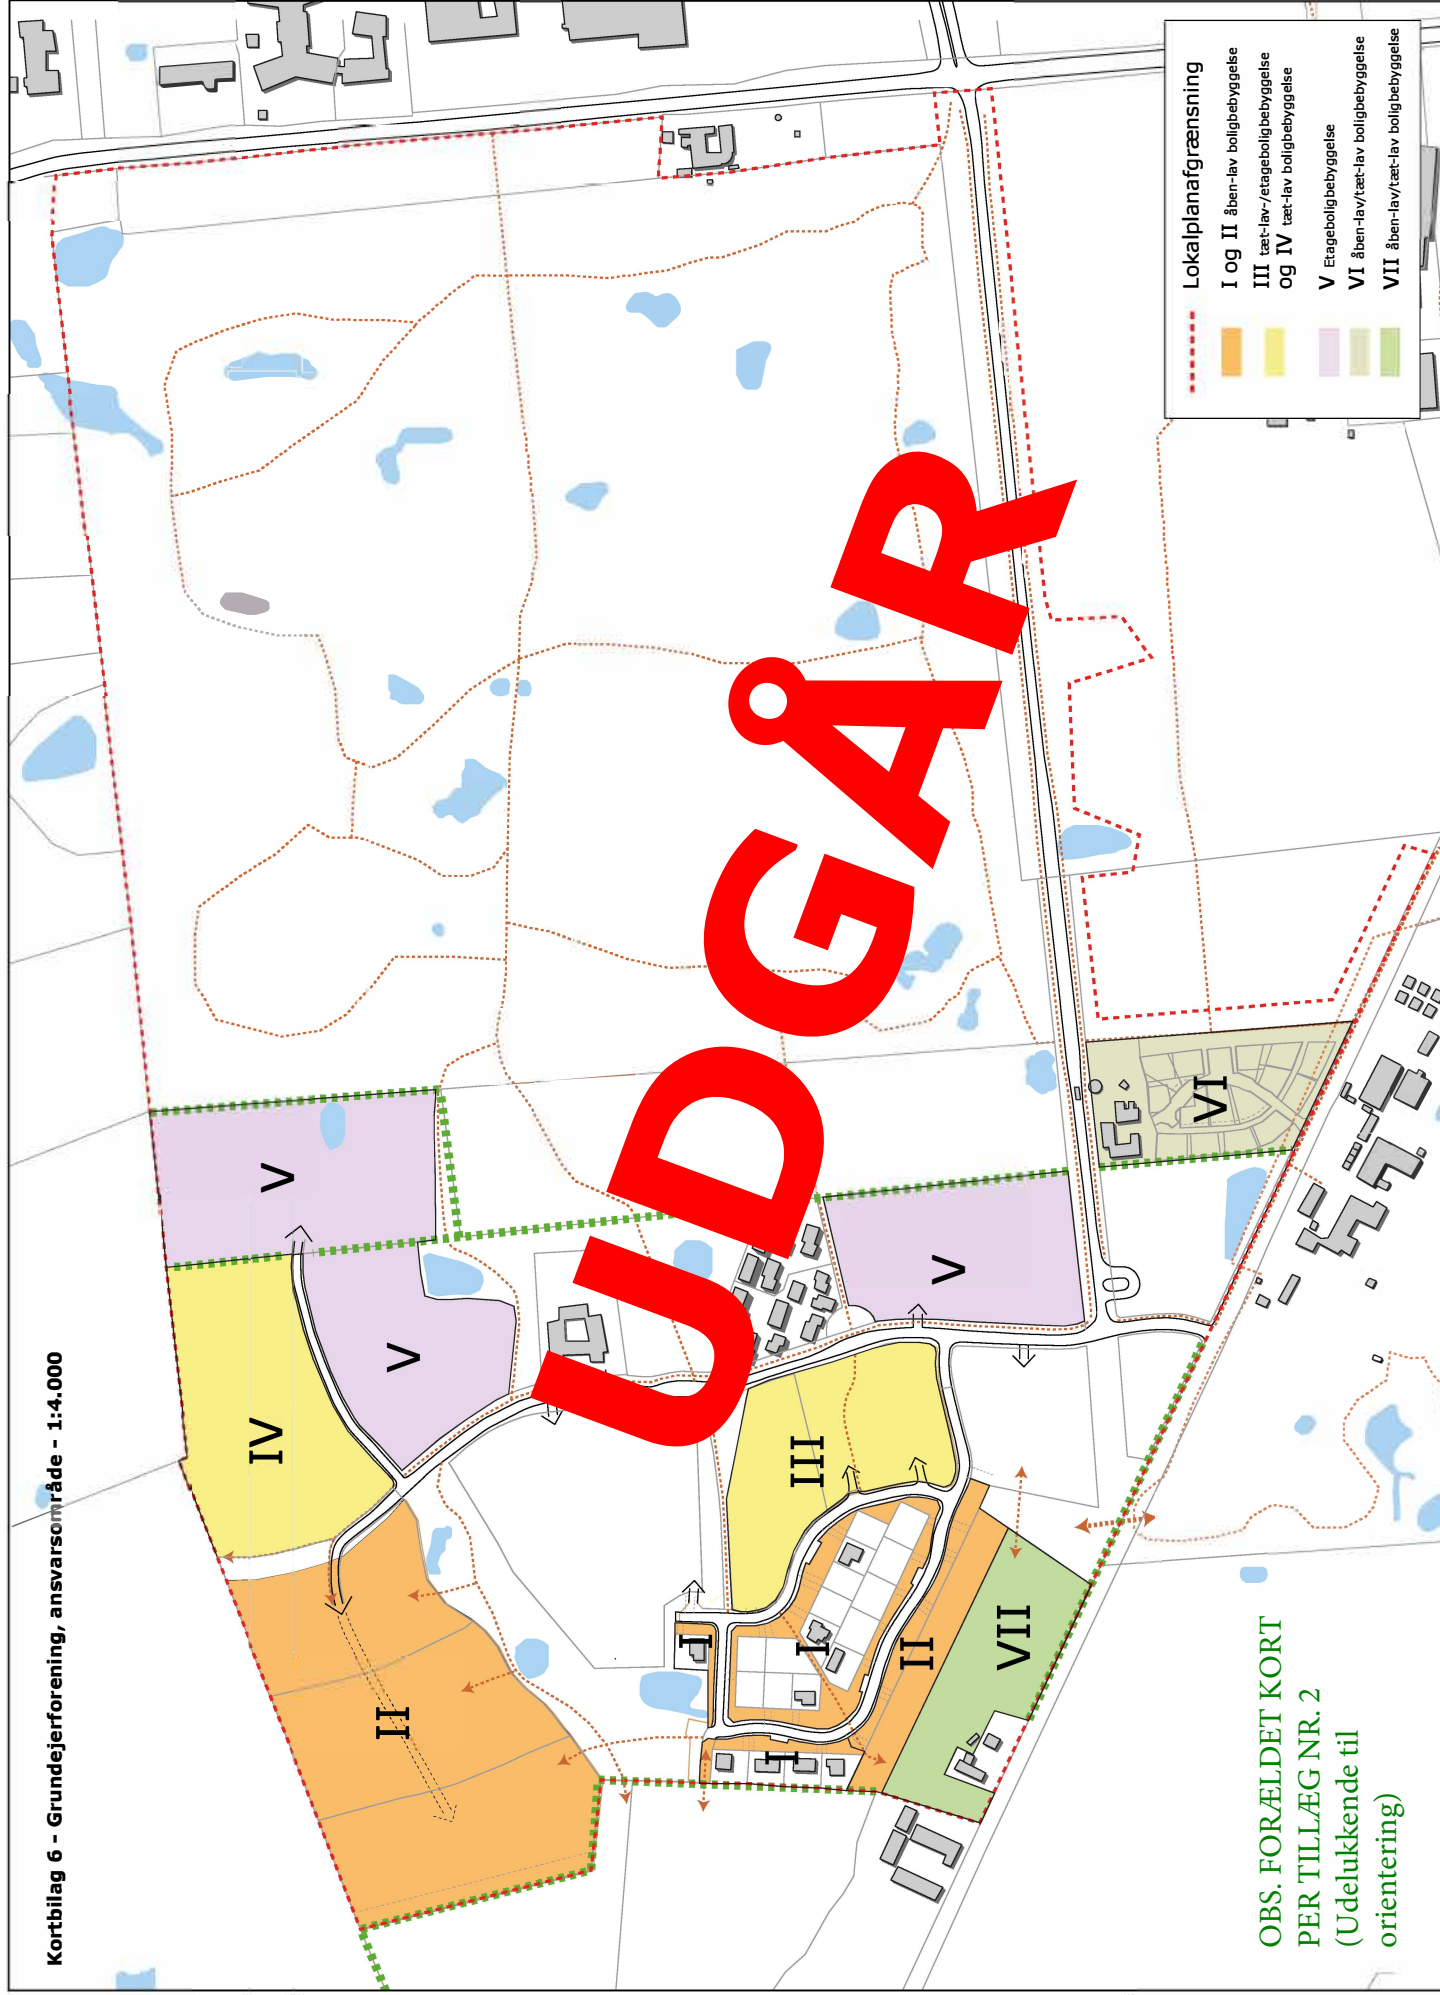 Kortbilag 6 - Grundejerforening, ansvarsområde - 1:4.000
Lokalplanafgrænsning
I og II åben-lav boligbebyggelse
III tæt-lav-/etageboligbebyggelse
og IV tæt-lav boligbebyggelse
V Etageboligbebyggelse
VI åben-lav/tæt-lav boligbebyggelse
VII åben-lav/tæt-lav boligbebyggelse
UDGÅR
IV
V
V
II
III
V
VI
I
I
I
II
VII
OBS. FORÆLDET KORT
PER TILLÆG NR. 2
(Udelukkende til
orientering)